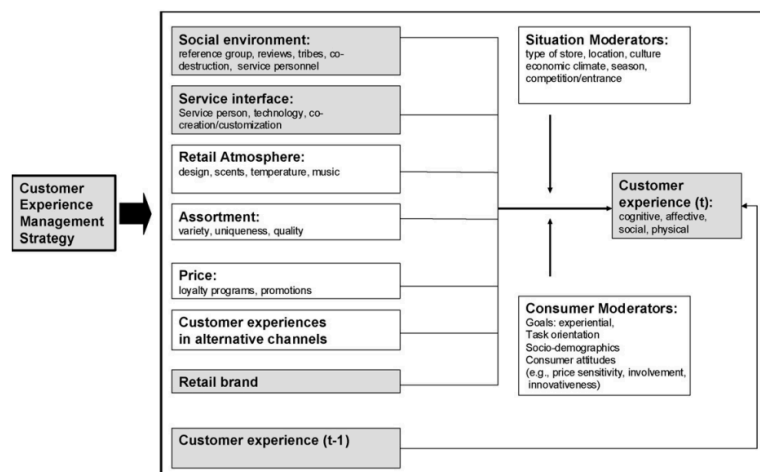 Customer
Experience
Management
Strategy
Social environment:
reference group, reviews, tribes, co-
destruction, service personnel
Service interface:
Service person, technology, co-
creation/customization
Retail Atmosphere:
design, scents, temperature, music
Assortment:
variety, uniqueness, quality
Price:
loyalty programs, promotions
Customer experiences
in alternative channels
Retail brand
Customer experience (t-1)
Situation Moderators:
type of store, location, culture
economic climate, season,
competition/entrance
Customer
experience (t):
cognitive, affective,
social, physical
Consumer Moderators:
Goals: experiential,
Task orientation
Socio-demographics
Consumer attitudes
(e.g., price sensitivity, involvement,
innovativeness)